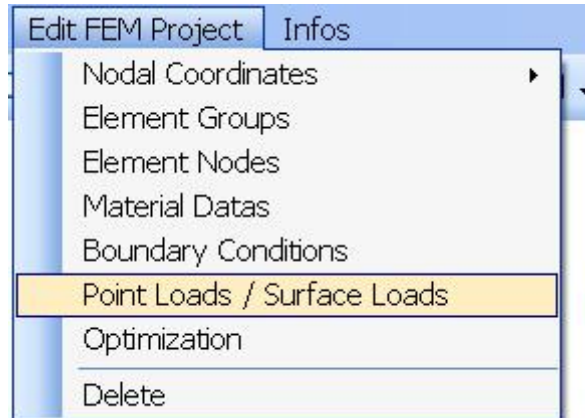 Edit FEM Project Infos
Nodal Coordinates
Element Groups
Element Nodes
Material Datas
Boundary Conditions
Point Loads / Surface Loads
Optimization
Delete